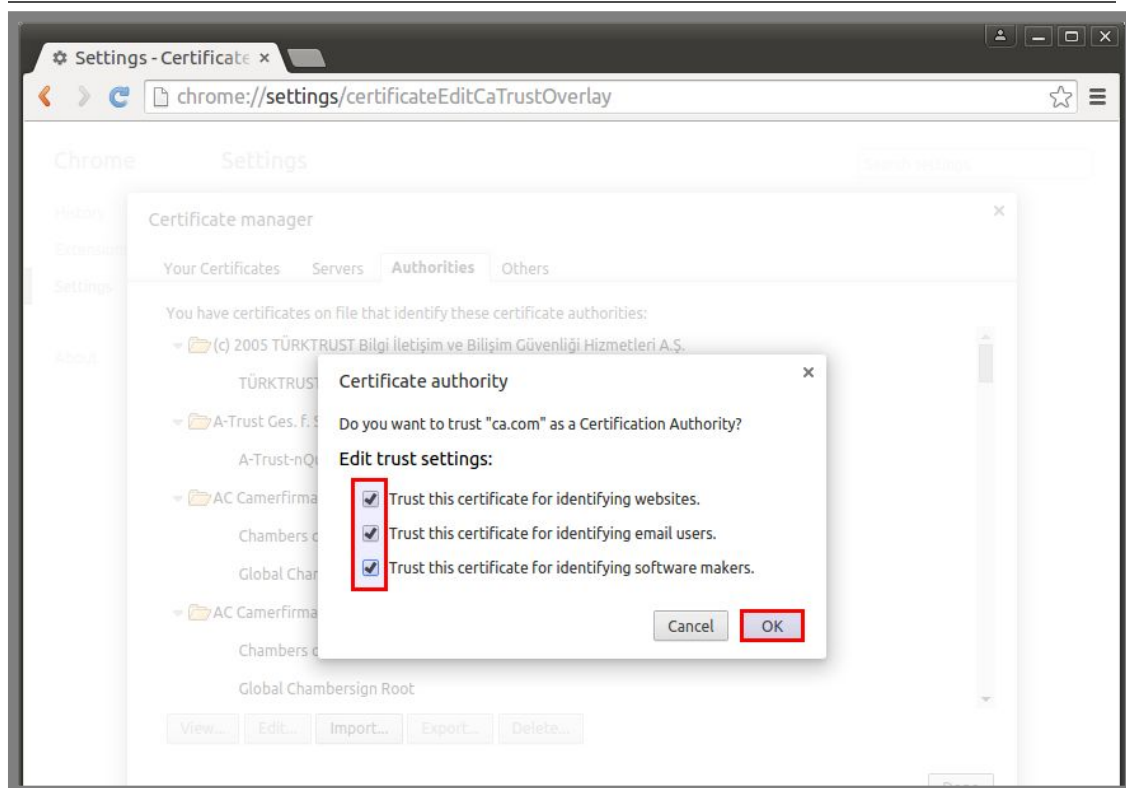 Settings - Certificate
chrome://settings/certificateEditCaTrustOverlay
Chrome
Settings
Search settings
History
Extensions
Settings
About
Certificate manager
Your Certificates Servers Authorities Others
You have certificates on file that identify these certificate authorities:
(c) 2005 TÜRKTRUST Bilgi İletişim ve Bilişim Güvenliği Hizmetleri A.Ş.
TÜRKTRUST
A-Trust Ges. f.
A-Trust-nQ
AC Camerfirma
Chambers
Global Char
AC Camerfirma
Chambers
Global Chambersign Root
View... Edit... Import... Export... Delete...
Done
Certificate authority
Do you want to trust "ca.com" as a Certification Authority?
Edit trust settings:
Trust this certificate for identifying websites.
Trust this certificate for identifying email users.
Trust this certificate for identifying software makers.
Cancel OK